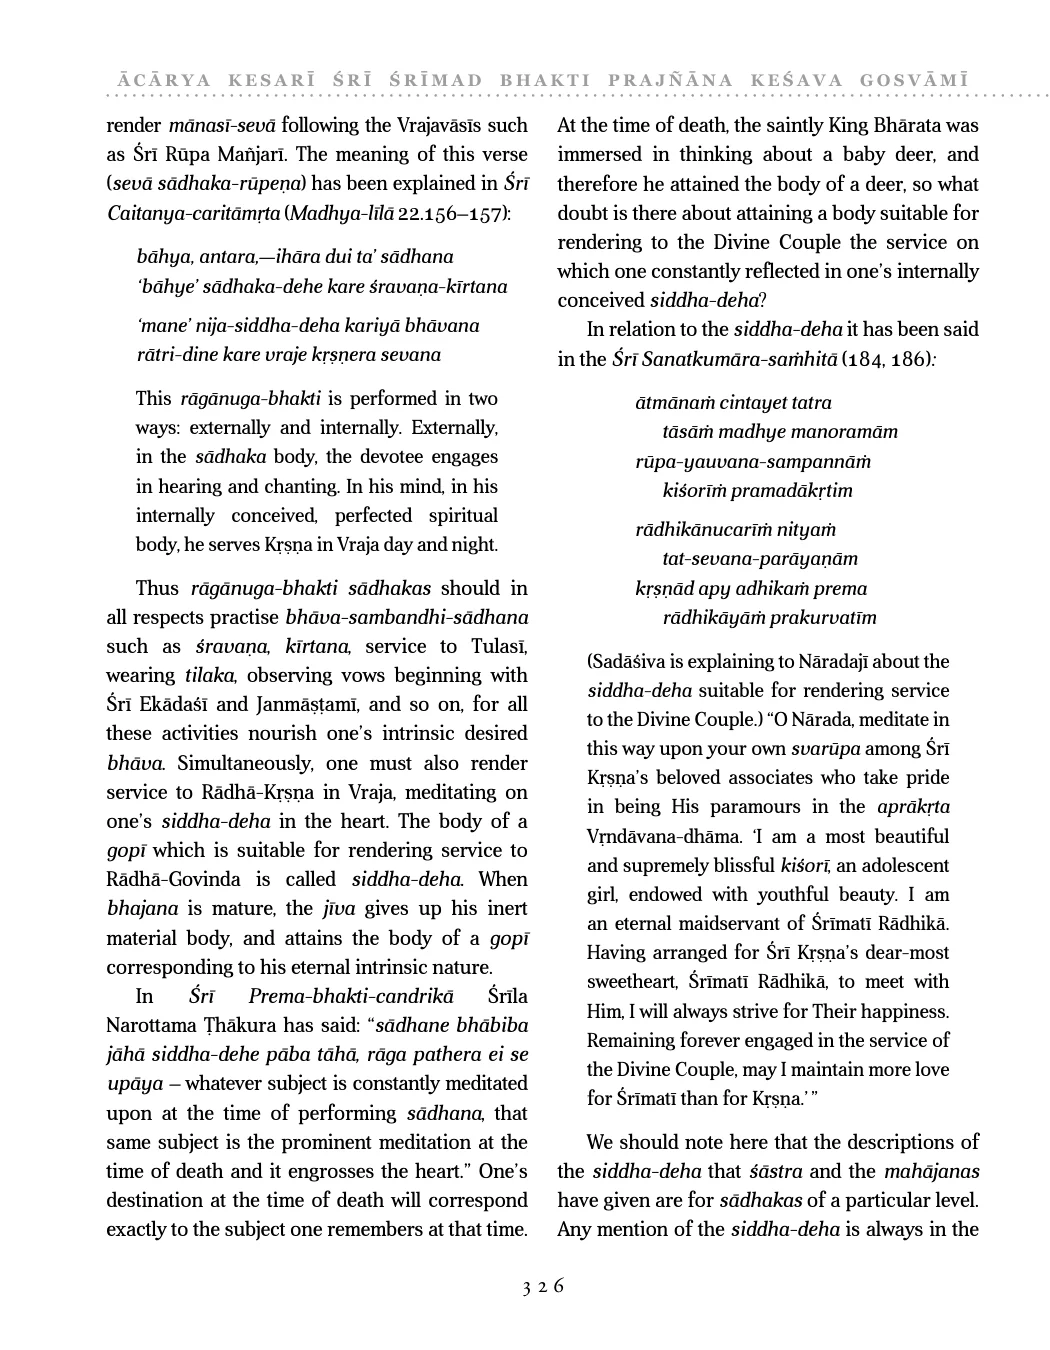 ĀCĀRYA KESARĪ ŚRĪ ŚRĪMAD BHAKTI PRAJÑĀNA KEŚAVA GOSVĀMĪ
render mānasī-sevā following the Vrajavāsīs such
as Śrī Rūpa Mañjarī. The meaning of this verse
(sevā sādhaka-rūpeṇa) has been explained in Śrī
Caitanya-caritāmṛta (Madhya-līlā 22.156–157):
bāhya, antara,—ihāra dui ta’ sādhana
‘bāhye’ sādhaka-dehe kare śravaṇa-kīrtana
‘mane’ nija-siddha-deha kariyā bhāvana
rātri-dine kare vraje kṛṣṇera sevana
This rāgānuga-bhakti is performed in two
ways: externally and internally. Externally,
in the sādhaka body, the devotee engages
in hearing and chanting. In his mind, in his
internally conceived, perfected spiritual
body, he serves Kṛṣṇa in Vraja day and night.
Thus rāgānuga-bhakti sādhakas should in
all respects practise bhāva-sambandhi-sādhana
such as śravaṇa, kīrtana, service to Tulasī,
wearing tilaka, observing vows beginning with
Śrī Ekādaśī and Janmāṣṭamī, and so on, for all
these activities nourish one’s intrinsic desired
bhāva. Simultaneously, one must also render
service to Rādhā-Kṛṣṇa in Vraja, meditating on
one’s siddha-deha in the heart. The body of a
gopī which is suitable for rendering service to
Rādhā-Govinda is called siddha-deha. When
bhajana is mature, the jīva gives up his inert
material body, and attains the body of a gopī
corresponding to his eternal intrinsic nature.
In Śrī Prema-bhakti-candrikā Śrīla
Narottama Ṭhākura has said: “sādhane bhābiba
jāhā siddha-dehe pāba tāhā, rāga pathera ei se
upāya – whatever subject is constantly meditated
upon at the time of performing sādhana, that
same subject is the prominent meditation at the
time of death and it engrosses the heart.” One’s
destination at the time of death will correspond
exactly to the subject one remembers at that time.
At the time of death, the saintly King Bhārata was
immersed in thinking about a baby deer, and
therefore he attained the body of a deer, so what
doubt is there about attaining a body suitable for
rendering to the Divine Couple the service on
which one constantly reflected in one’s internally
conceived siddha-deha?
In relation to the siddha-deha it has been said
in the Śrī Sanatkumāra-saṁhitā (184, 186):
ātmānaṁ cintayet tatra
tāsāṁ madhye manoramām
rūpa-yauvana-sampannāṁ
kiśorīṁ pramadākṛtim
rādhikānucarīṁ nityaṁ
tat-sevana-parāyaṇām
kṛṣṇād apy adhikaṁ prema
rādhikāyāṁ prakurvatīm
(Sadāśiva is explaining to Nāradajī about the
siddha-deha suitable for rendering service
to the Divine Couple.) “O Nārada, meditate in
this way upon your own svarūpa among Śrī
Kṛṣṇa’s beloved associates who take pride
in being His paramours in the aprākṛta
Vṛndāvana-dhāma. ‘I am a most beautiful
and supremely blissful kiśorī, an adolescent
girl, endowed with youthful beauty. I am
an eternal maidservant of Śrīmatī Rādhikā.
Having arranged for Śrī Kṛṣṇa’s dear-most
sweetheart, Śrīmatī Rādhikā, to meet with
Him, I will always strive for Their happiness.
Remaining forever engaged in the service of
the Divine Couple, may I maintain more love
for Śrīmatī than for Kṛṣṇa.’ ”
We should note here that the descriptions of
the siddha-deha that śāstra and the mahājanas
have given are for sādhakas of a particular level.
Any mention of the siddha-deha is always in the
326